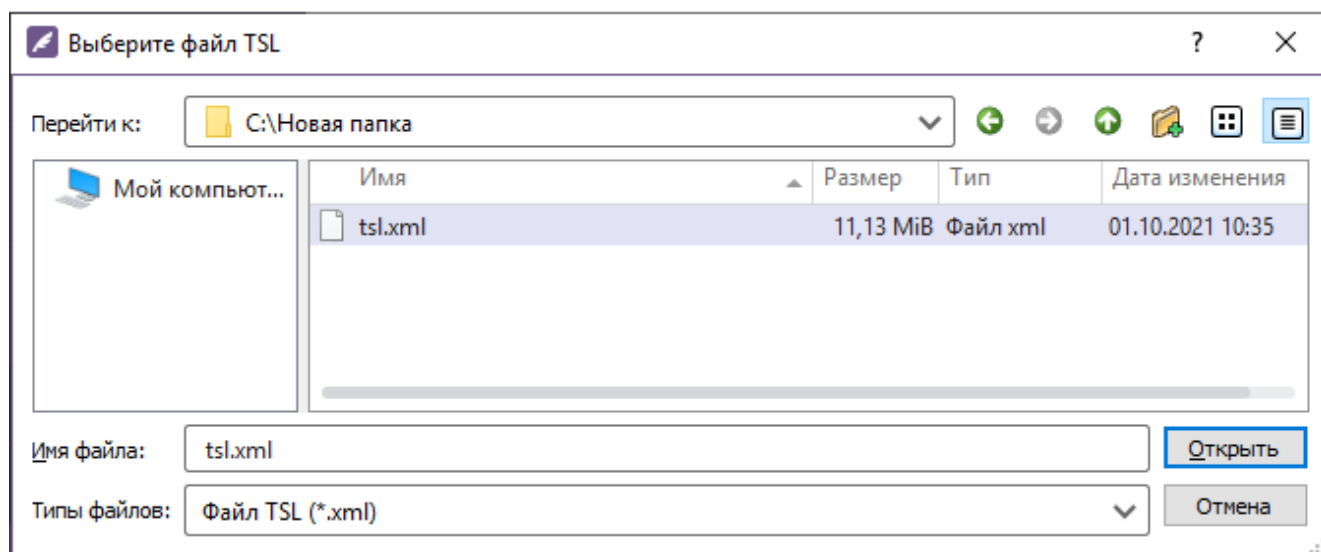 Выберите файл TSL ?
Перейти к: C:\Новая папка
Мой компьют... Имя Размер Тип Дата изменения
tsl.xml 11,13 MiB Файл xml 01.10.2021 10:35
Имя файла: tsl.xml Открыть
Типы файлов: Файл TSL (*.xml) Отмена